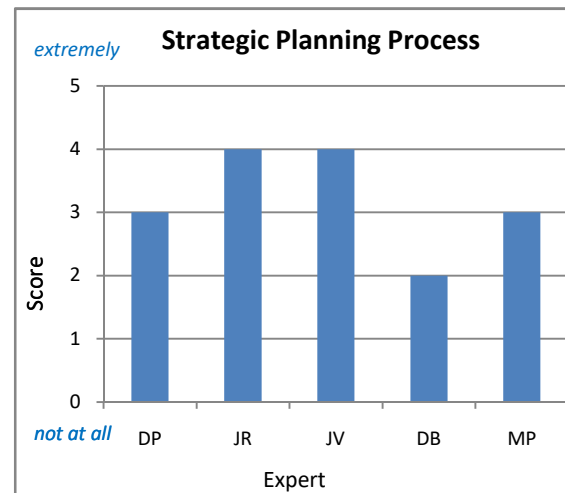 extremely
Strategic Planning Process
5
4
3
2
1
0
Score
not at all
DP JR JV DB MP
Expert